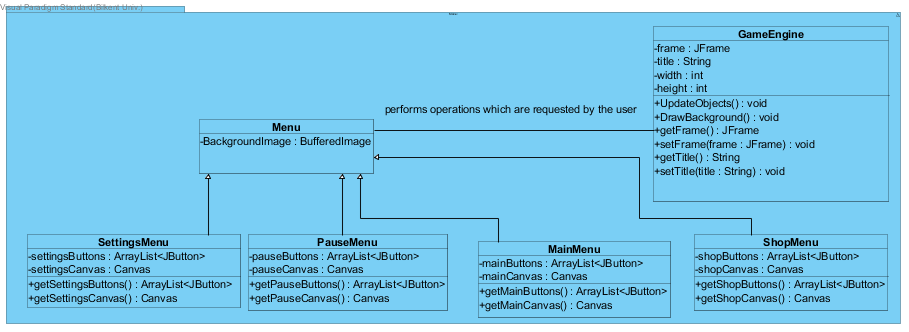 Visual Paradigm Standard(Bilkent Univ.)
GameEngine
-frame : JFrame
-title : String
-width : int
-height : int
+UpdateObjects() : void
+DrawBackground() : void
+getFrame() : JFrame
+setFrame(frame : JFrame) : void
+getTitle() : String
+setTitle(title : String) : void
performs operations which are requested by the user
Menu
-BackgroundImage : BufferedImage
SettingsMenu
-settingsButtons : ArrayList<JButton>
-settingsCanvas : Canvas
+getSettingsButtons() : ArrayList<JButton>
+getSettingsCanvas() : Canvas
PauseMenu
-pauseButtons : ArrayList<JButton>
-pauseCanvas : Canvas
+getPauseButtons() : ArrayList<JButton>
+getPauseCanvas() : Canvas
MainMenu
-mainButtons : ArrayList<JButton>
-mainCanvas : Canvas
+getMainButtons() : ArrayList<JButton>
+getMainCanvas() : Canvas
ShopMenu
-shopButtons : ArrayList<JButton>
-shopCanvas : Canvas
+getShopButtons() : ArrayList<JButton>
+getShopCanvas() : Canvas